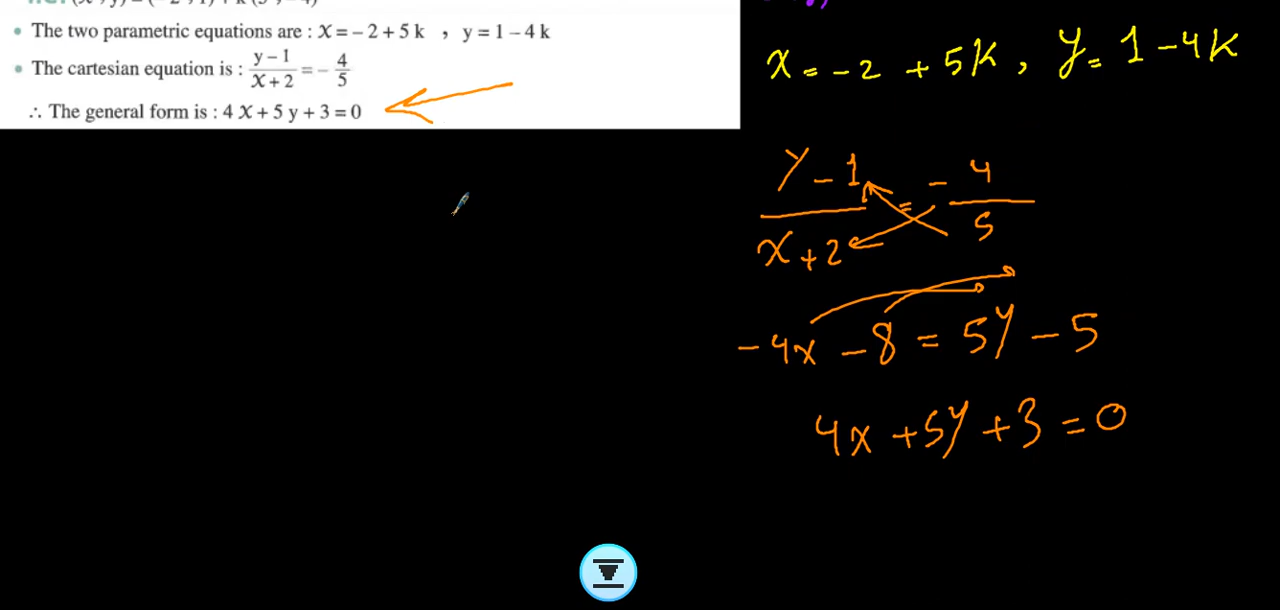 • The two parametric equations are : X = – 2 + 5 k , y = 1 – 4 k
• The cartesian equation is : (y – 1)/(X + 2) = – 4/5
∴ The general form is : 4 X + 5 y + 3 = 0
x = -2 + 5k, y = 1 - 4k
y - 1 / x + 2 = - 4 / 5
-4x - 8 = 5y - 5
4x + 5y + 3 = 0